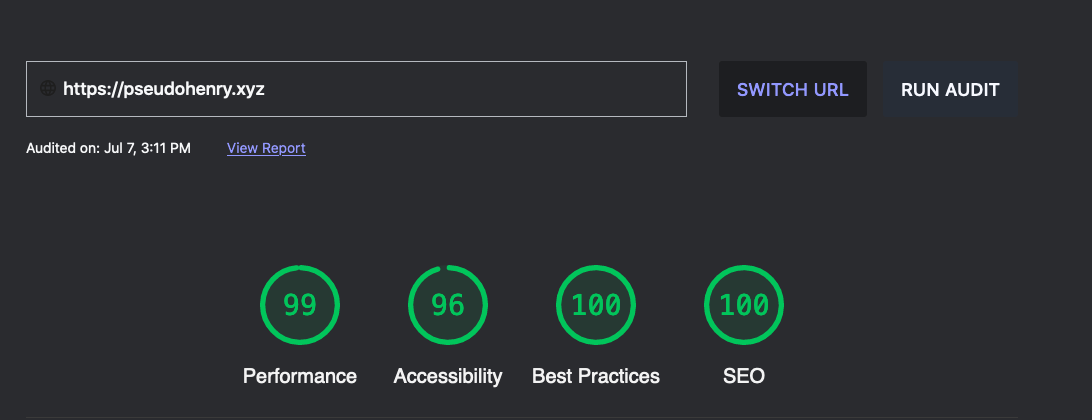 https://pseudohenry.xyz SWITCH URL RUN AUDIT
Audited on: Jul 7, 3:11 PM View Report
99 96 100 100
Performance Accessibility Best Practices SEO